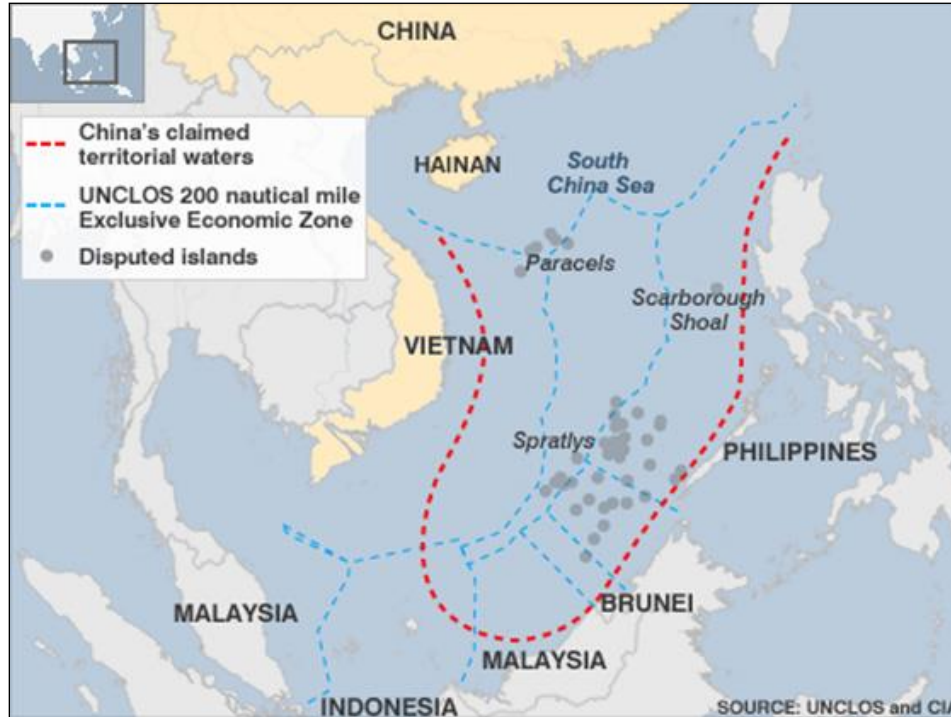 CHINA
China's claimed
territorial waters
UNCLOS 200 nautical mile
Exclusive Economic Zone
Disputed islands
HAINAN
South
China Sea
Paracels
Scarborough
Shoal
VIETNAM
Spratlys
PHILIPPINES
MALAYSIA
BRUNEI
MALAYSIA
INDONESIA
SOURCE: UNCLOS and